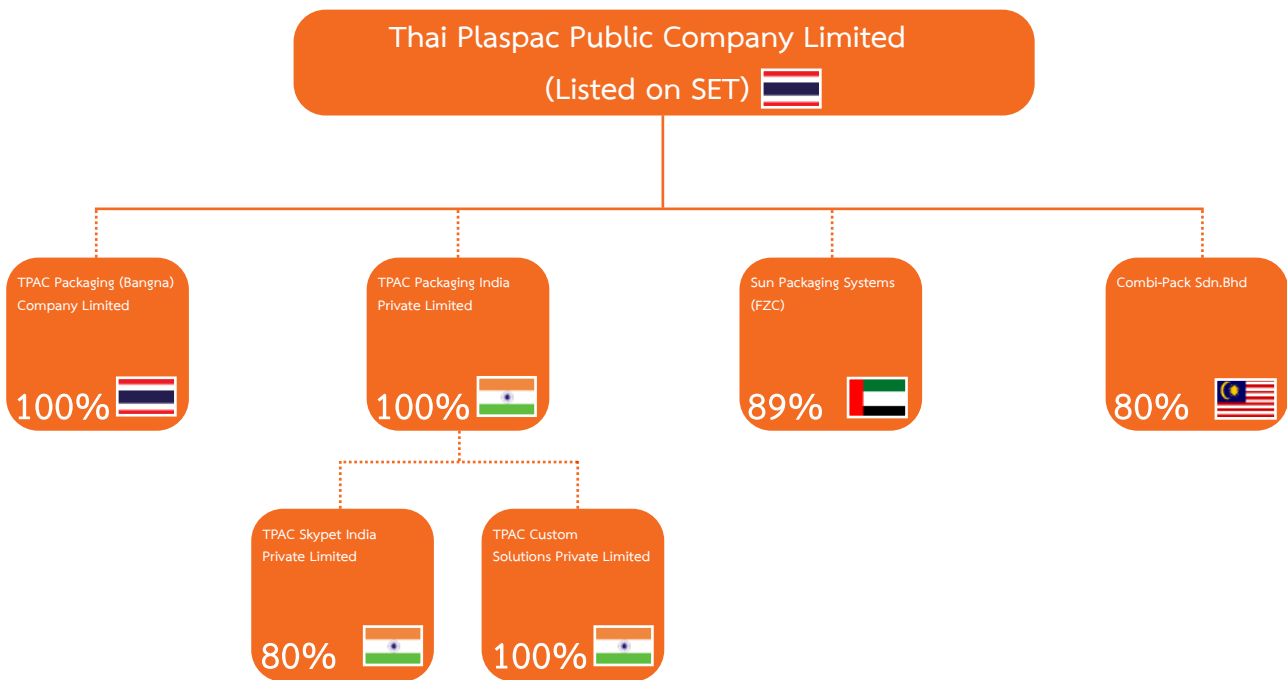 Thai Plaspac Public Company Limited
(Listed on SET)
TPAC Packaging (Bangna)
Company Limited
100%
TPAC Packaging India
Private Limited
100%
Sun Packaging Systems
(FZC)
89%
Combi-Pack Sdn.Bhd
80%
TPAC Skypet India
Private Limited
80%
TPAC Custom
Solutions Private Limited
100%